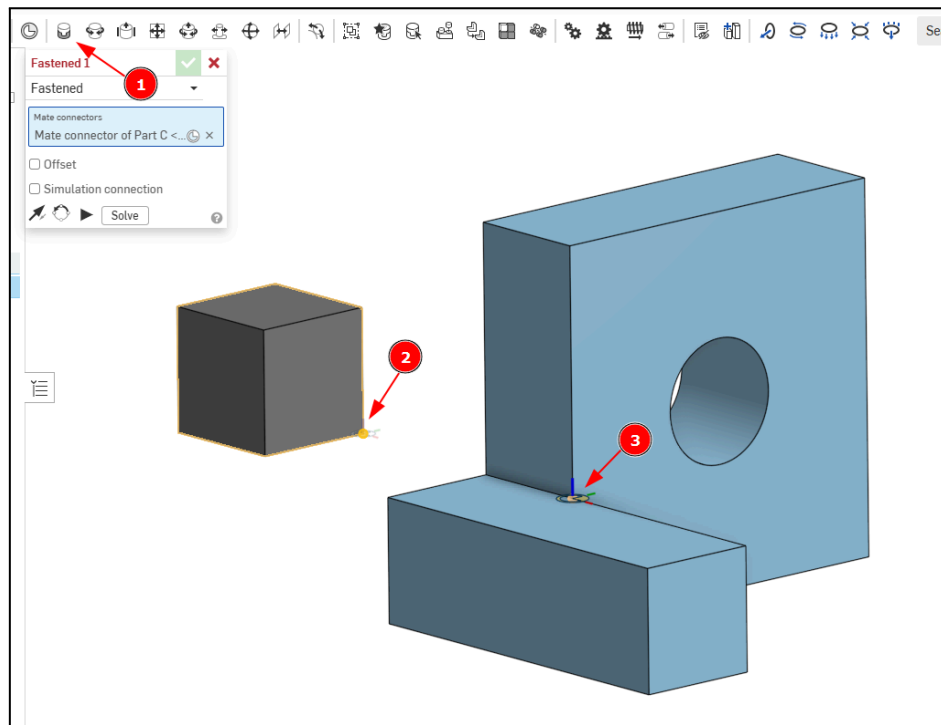 Se
Fastened 1
1
Fastened
Mate connectors
Mate connector of Part C <...
Offset
Simulation connection
Solve
2
3